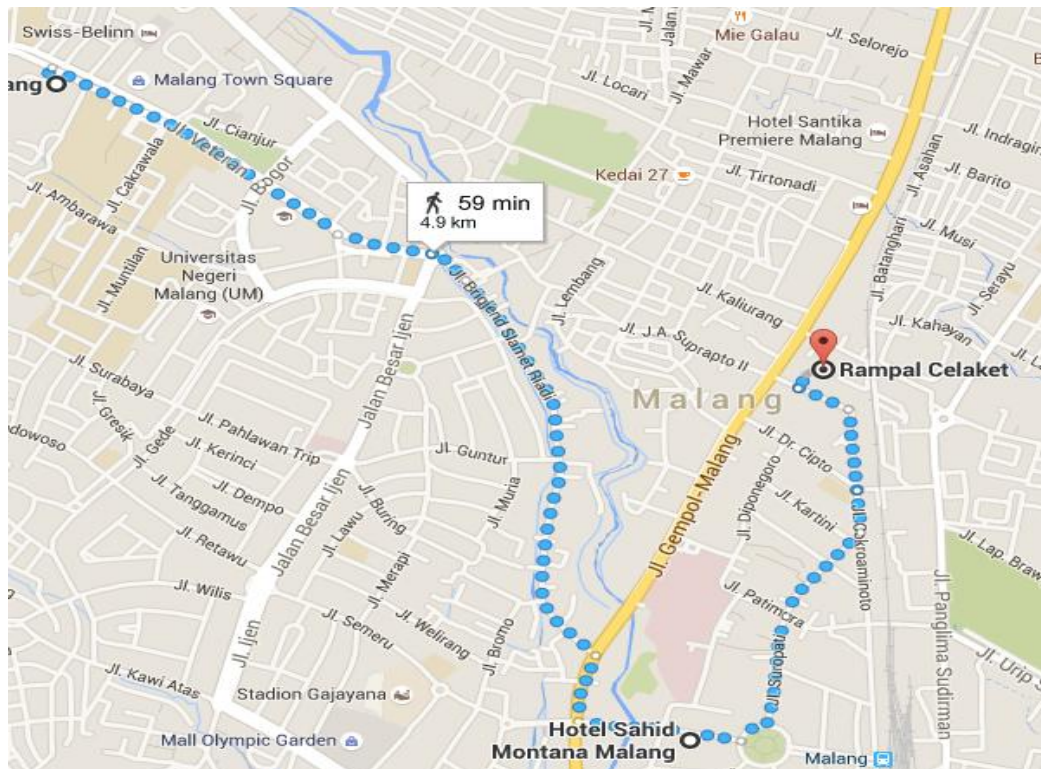 Swiss-Belinn
Malang Town Square
ang
Jl. Cianjur
Jl. Veteran
Jl. Cakrawala
Jl. Bogor
Jl. Ambarawa
Jl. Muntilan
Universitas
Negeri
Malang (UM)
59 min
4.9 km
Mie Galau
Jl. Selorejo
Jl. Mawar
Jl. Locari
Hotel Santika
Premiere Malang
Jl. Indragiri
Jl. Asahan
Kedai 27
Jl. Tirtonadi
Jl. Barito
Jl. Musi
Jl. Batanghari
Jl. Serayu
Jl. Lembang
Jl. Kaliurang
Jl. Kahayan
Jl. J.A. Suprapto II
Jl. Brigjend Slamet Riadi
Rampal Celaket
Malang
Jl. Surabaya
Jalan Besar Ijen
Jl. Gresik
Jl. Gede
Jl. Pahlawan Trip
Jl. Kerinci
Jl. Dempo
Jl. Tanggamus
Jl. Retawu
Jl. Wilis
Jalan Besar Ijen
Jl. Buring
Jl. Lawu
Jl. Merapi
Jl. Guntur
Jl. Muria
Jl. Gempol-Malang
Jl. Dr. Cipto
Jl. Diponegoro
Jl. Kartini
Jl. Cakroaminoto
Jl. Lap. Braw
Jl. Patimura
Jl. Panglima Sudirman
Jl. Semeru
Jl. Welirang
Jl. Bromo
Jl. Ijen
Jl. Suropati
Jl. Urip S
Jl. Kawi Atas
Stadion Gajayana
Mall Olympic Garden
Hotel Sahid
Montana Malang
Malang